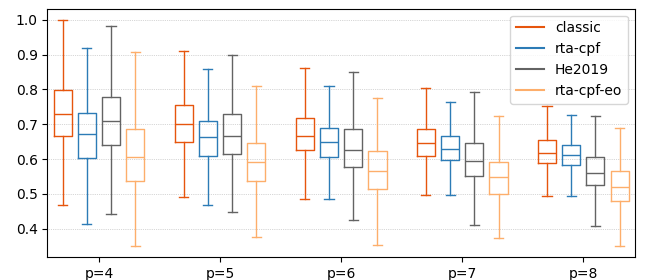 1.0
0.9
0.8
0.7
0.6
0.5
0.4
classic
rta-cpf
He2019
rta-cpf-eo
p=4 p=5 p=6 p=7 p=8